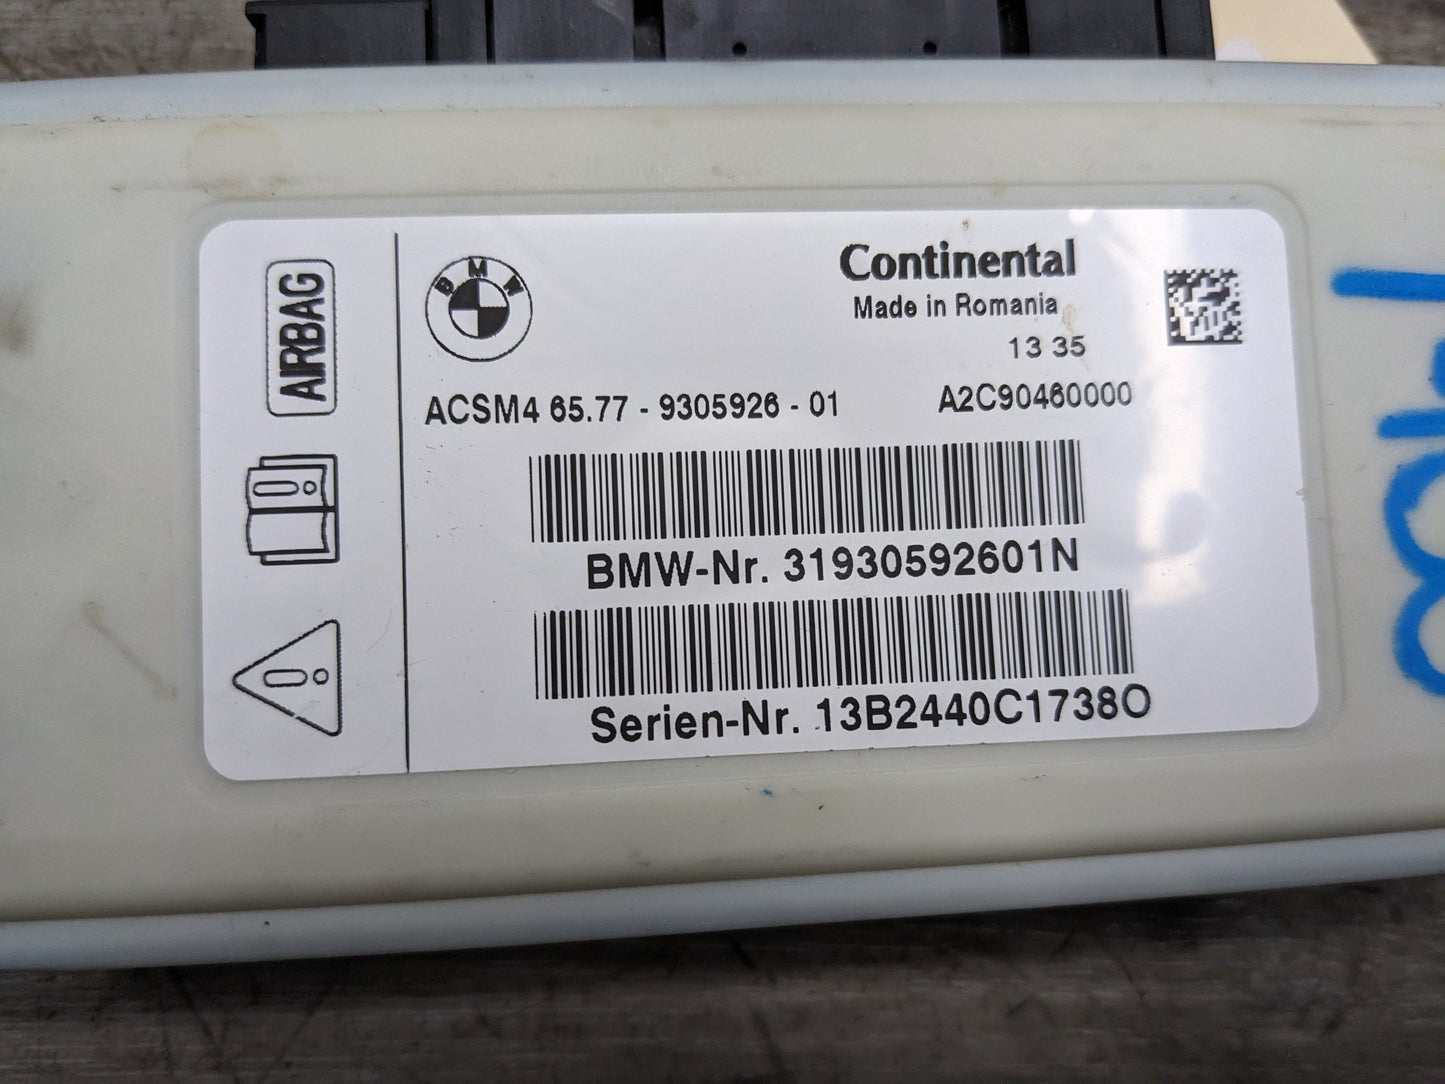 AIRBAG
BMW
Continental
Made in Romania
13 35
ACSM4 65.77 - 9305926 - 01 A2C90460000
BMW-Nr. 31930592601N
Serien-Nr. 13B2440C1738O